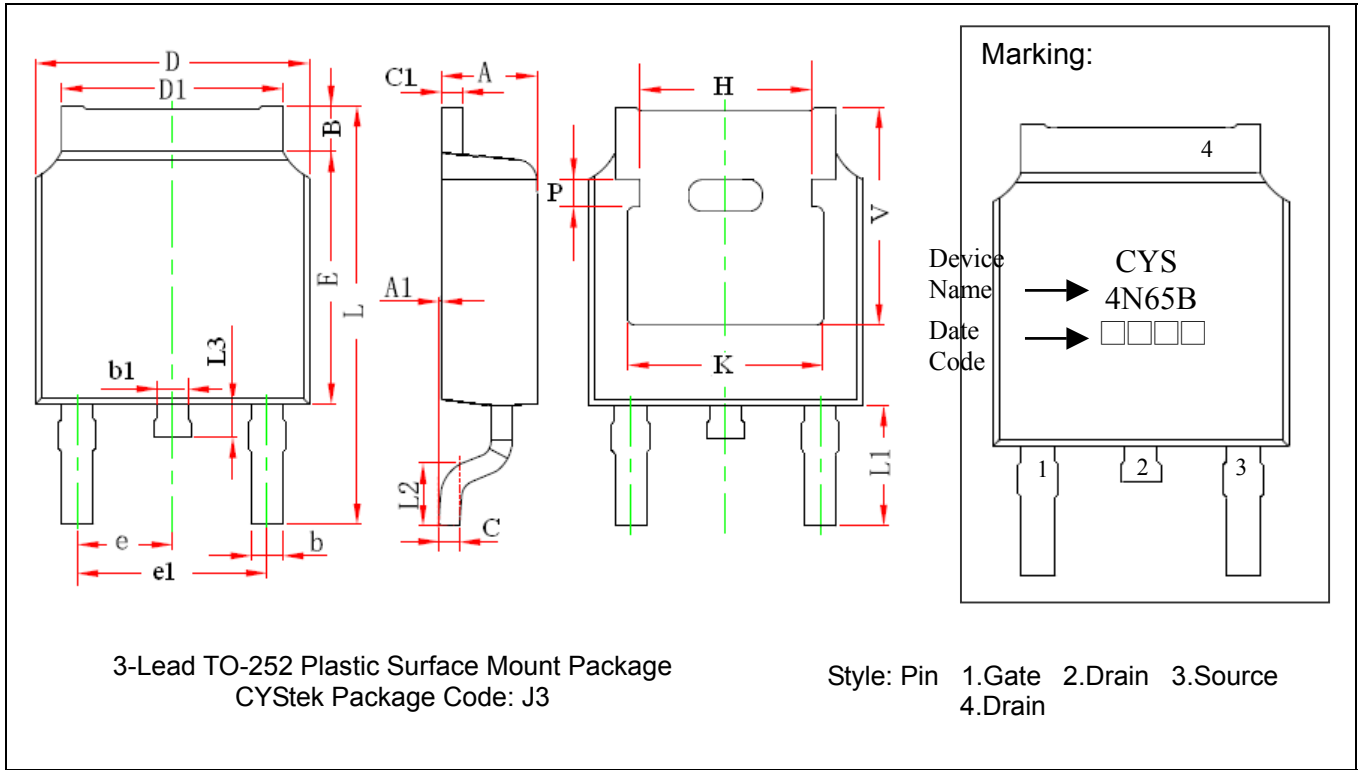 D
D1
B
E
L
L3
b1
e
e1
b
C1
A
A1
L2
C
H
P
V
K
L1
Marking:
4
Device
Name
CYS
4N65B
Date
Code
□□□□
1
2
3
3-Lead TO-252 Plastic Surface Mount Package
CYStek Package Code: J3
Style: Pin 1.Gate 2.Drain 3.Source
4.Drain